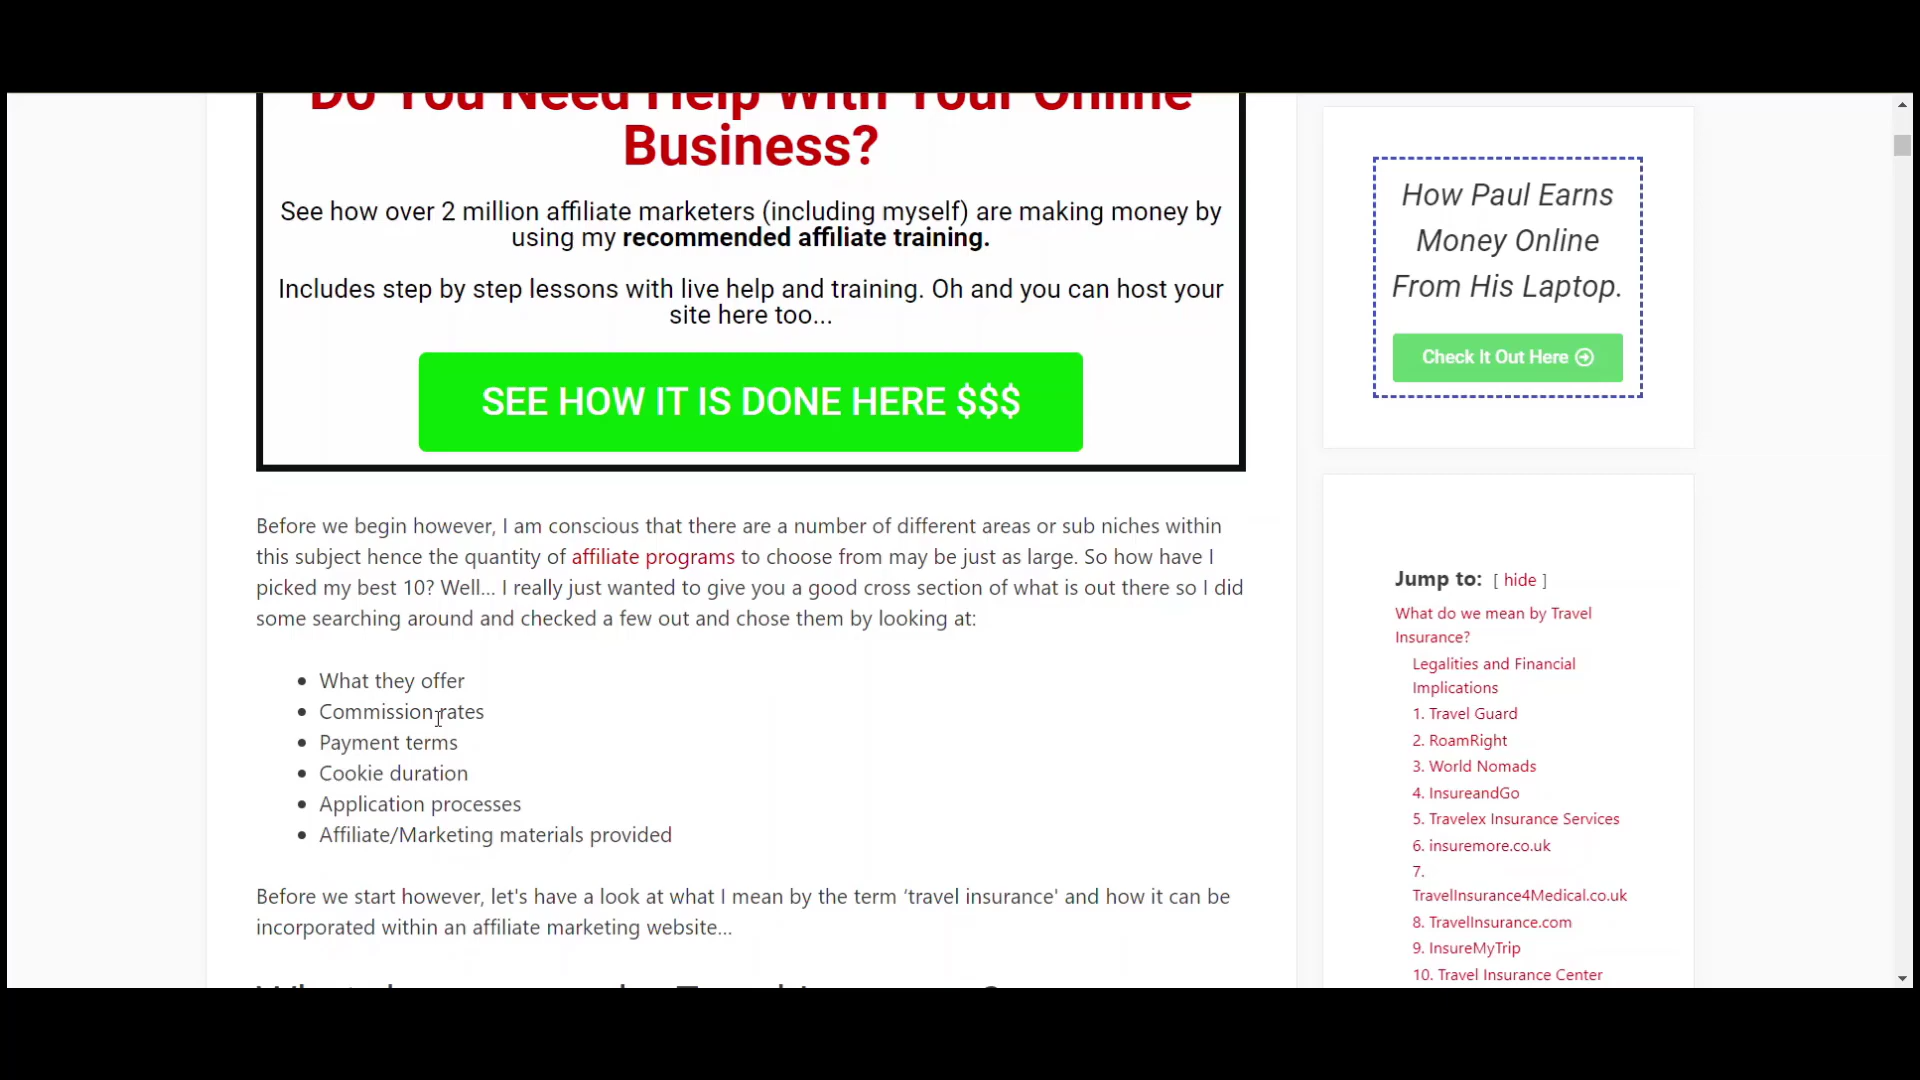 Do You Need Help With Your Online
Business?
See how over 2 million affiliate marketers (including myself) are making money by
using my recommended affiliate training.
Includes step by step lessons with live help and training. Oh and you can host your
site here too...
SEE HOW IT IS DONE HERE $$$
Before we begin however, I am conscious that there are a number of different areas or sub niches within
this subject hence the quantity of affiliate programs to choose from may be just as large. So how have I
picked my best 10? Well... I really just wanted to give you a good cross section of what is out there so I did
some searching around and checked a few out and chose them by looking at:
• What they offer
• Commission rates
• Payment terms
• Cookie duration
• Application processes
• Affiliate/Marketing materials provided
Before we start however, let's have a look at what I mean by the term ‘travel insurance' and how it can be
incorporated within an affiliate marketing website...
How Paul Earns
Money Online
From His Laptop.
Check It Out Here
Jump to: [ hide ]
What do we mean by Travel
Insurance?
Legalities and Financial
Implications
1. Travel Guard
2. RoamRight
3. World Nomads
4. InsureandGo
5. Travelex Insurance Services
6. insuremore.co.uk
7.
TravelInsurance4Medical.co.uk
8. TravelInsurance.com
9. InsureMyTrip
10. Travel Insurance Center